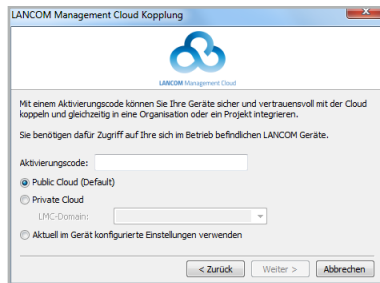 LANCOM Management Cloud Kopplung
LANCOM Management Cloud
Mit einem Aktivierungscode können Sie Ihre Geräte sicher und vertrauensvoll mit der Cloud
koppeln und gleichzeitig in eine Organisation oder ein Projekt integrieren.
Sie benötigen dafür Zugriff auf Ihre sich im Betrieb befindlichen LANCOM Geräte.
Aktivierungscode:
Public Cloud (Default)
Private Cloud
LMC-Domain:
Aktuell im Gerät konfigurierte Einstellungen verwenden
< Zurück Weiter > Abbrechen